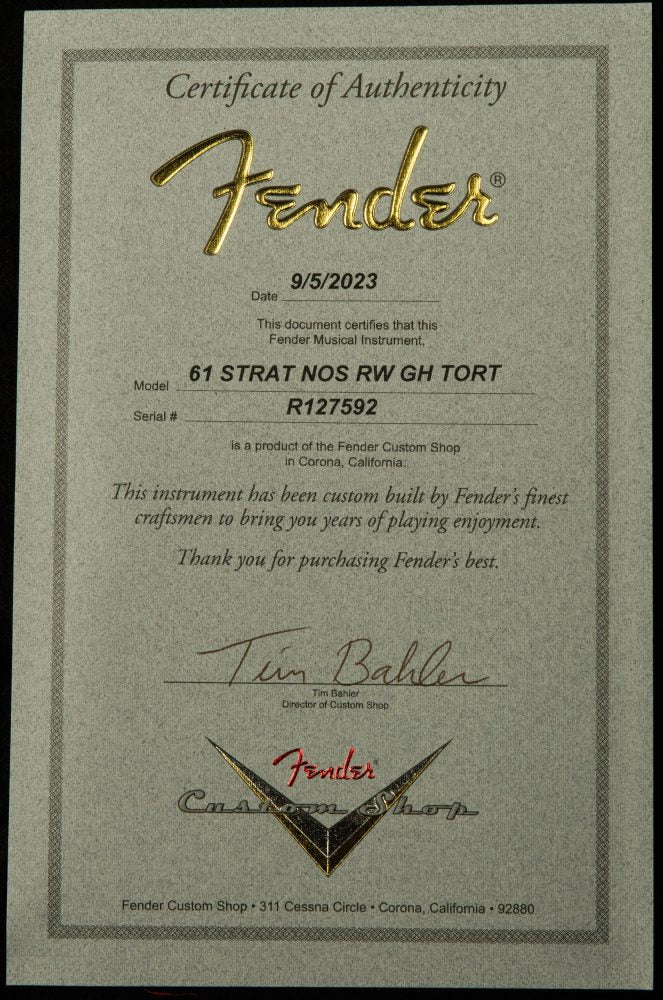 Certificate of Authenticity
Fender®
9/5/2023
Date
This document certifies that this
Fender Musical Instrument,
Model 61 STRAT NOS RW GH TORT
Serial # R127592
is a product of the Fender Custom Shop
in Corona, California.
This instrument has been custom built by Fender's finest
craftsmen to bring you years of playing enjoyment.
Thank you for purchasing Fender's best.
Tim Bahler
Tim Bahler
Director of Custom Shop
Fender®
Custom Shop
Fender Custom Shop • 311 Cessna Circle • Corona, California • 92880